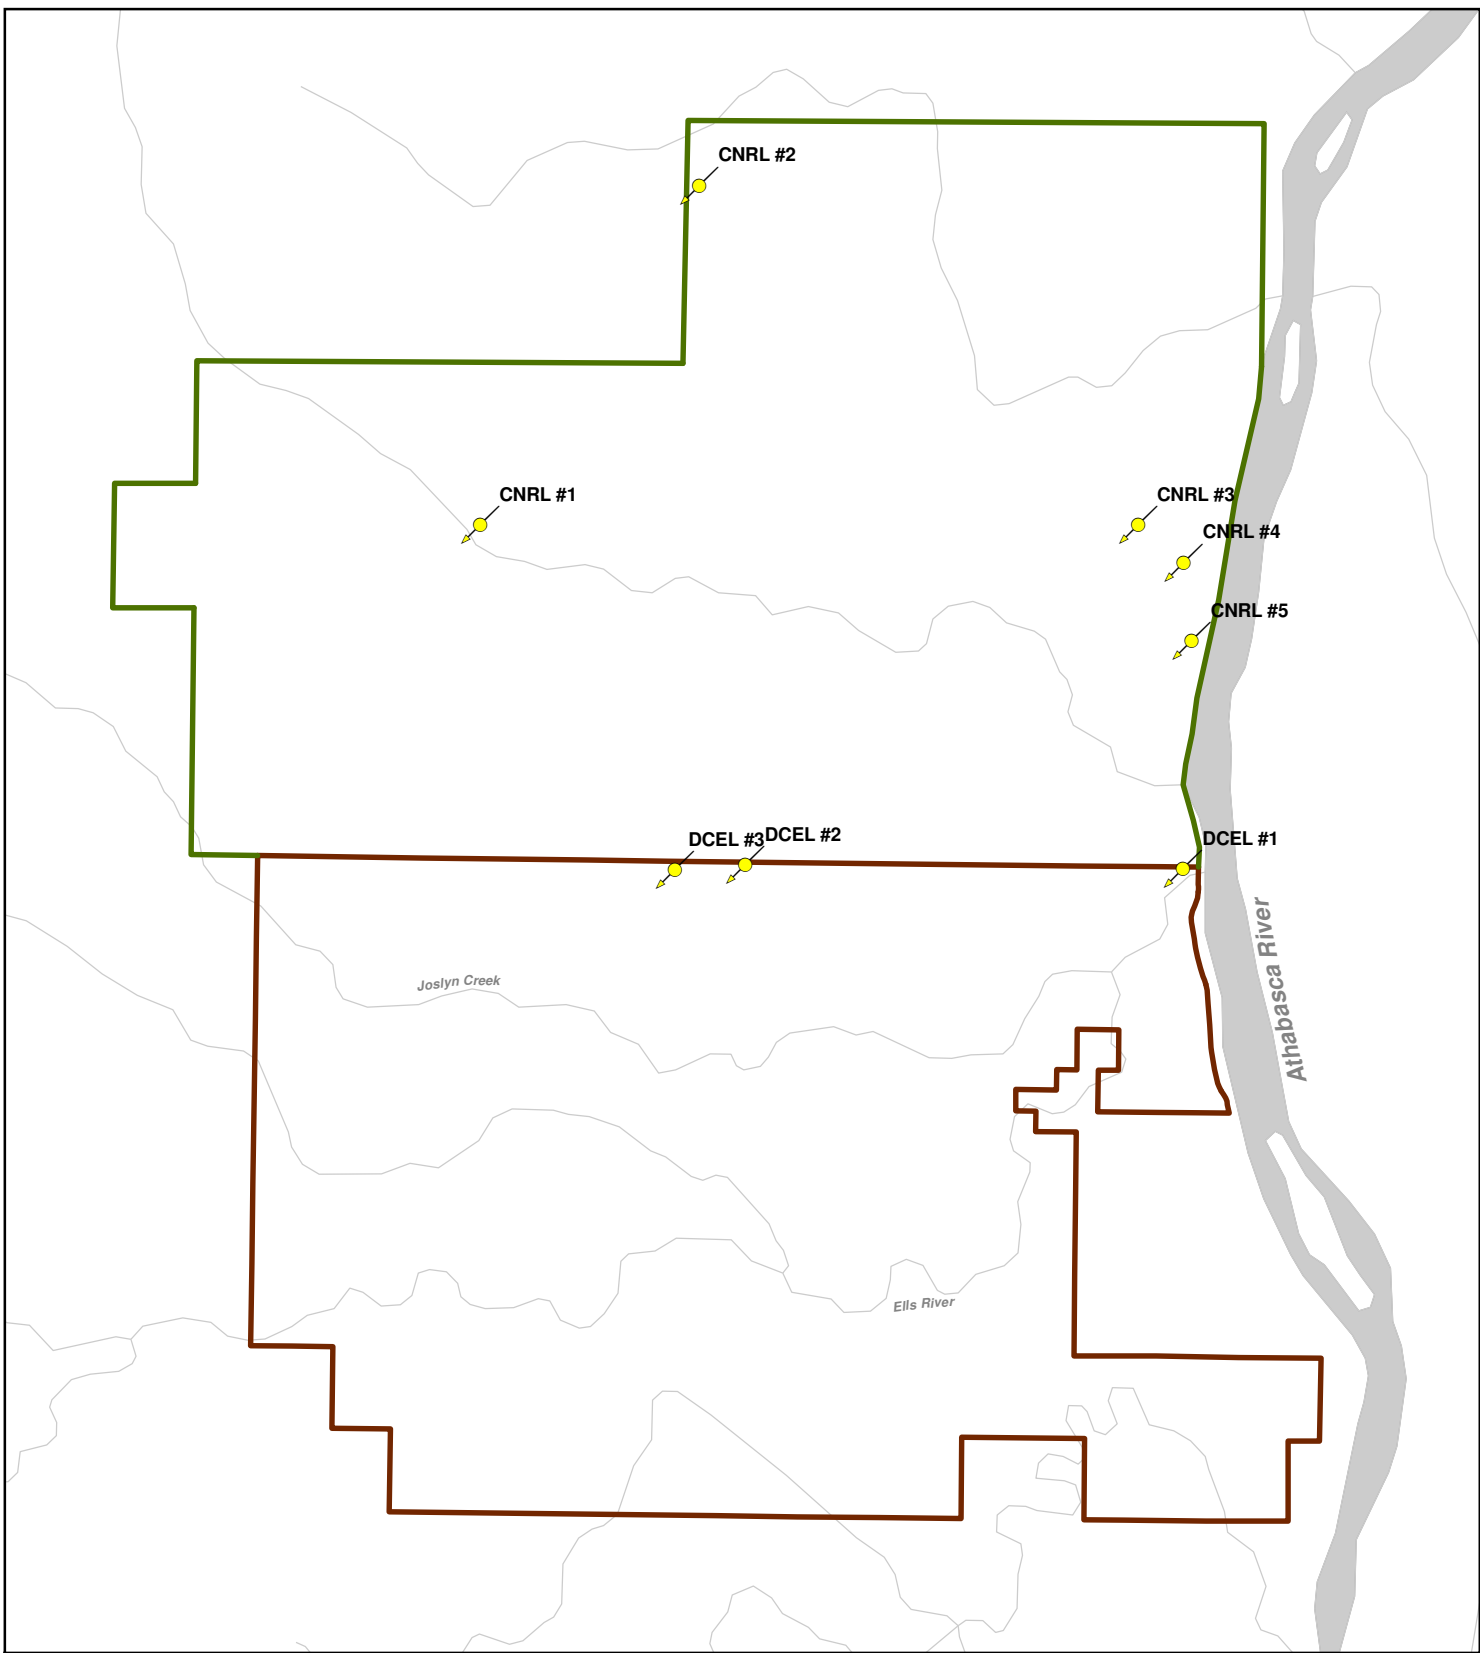 CNRL #2
CNRL #1
CNRL #3
CNRL #4
CNRL #5
DCEL #3
DCEL #2
DCEL #1
Athabasca River
Joslyn Creek
Ells River